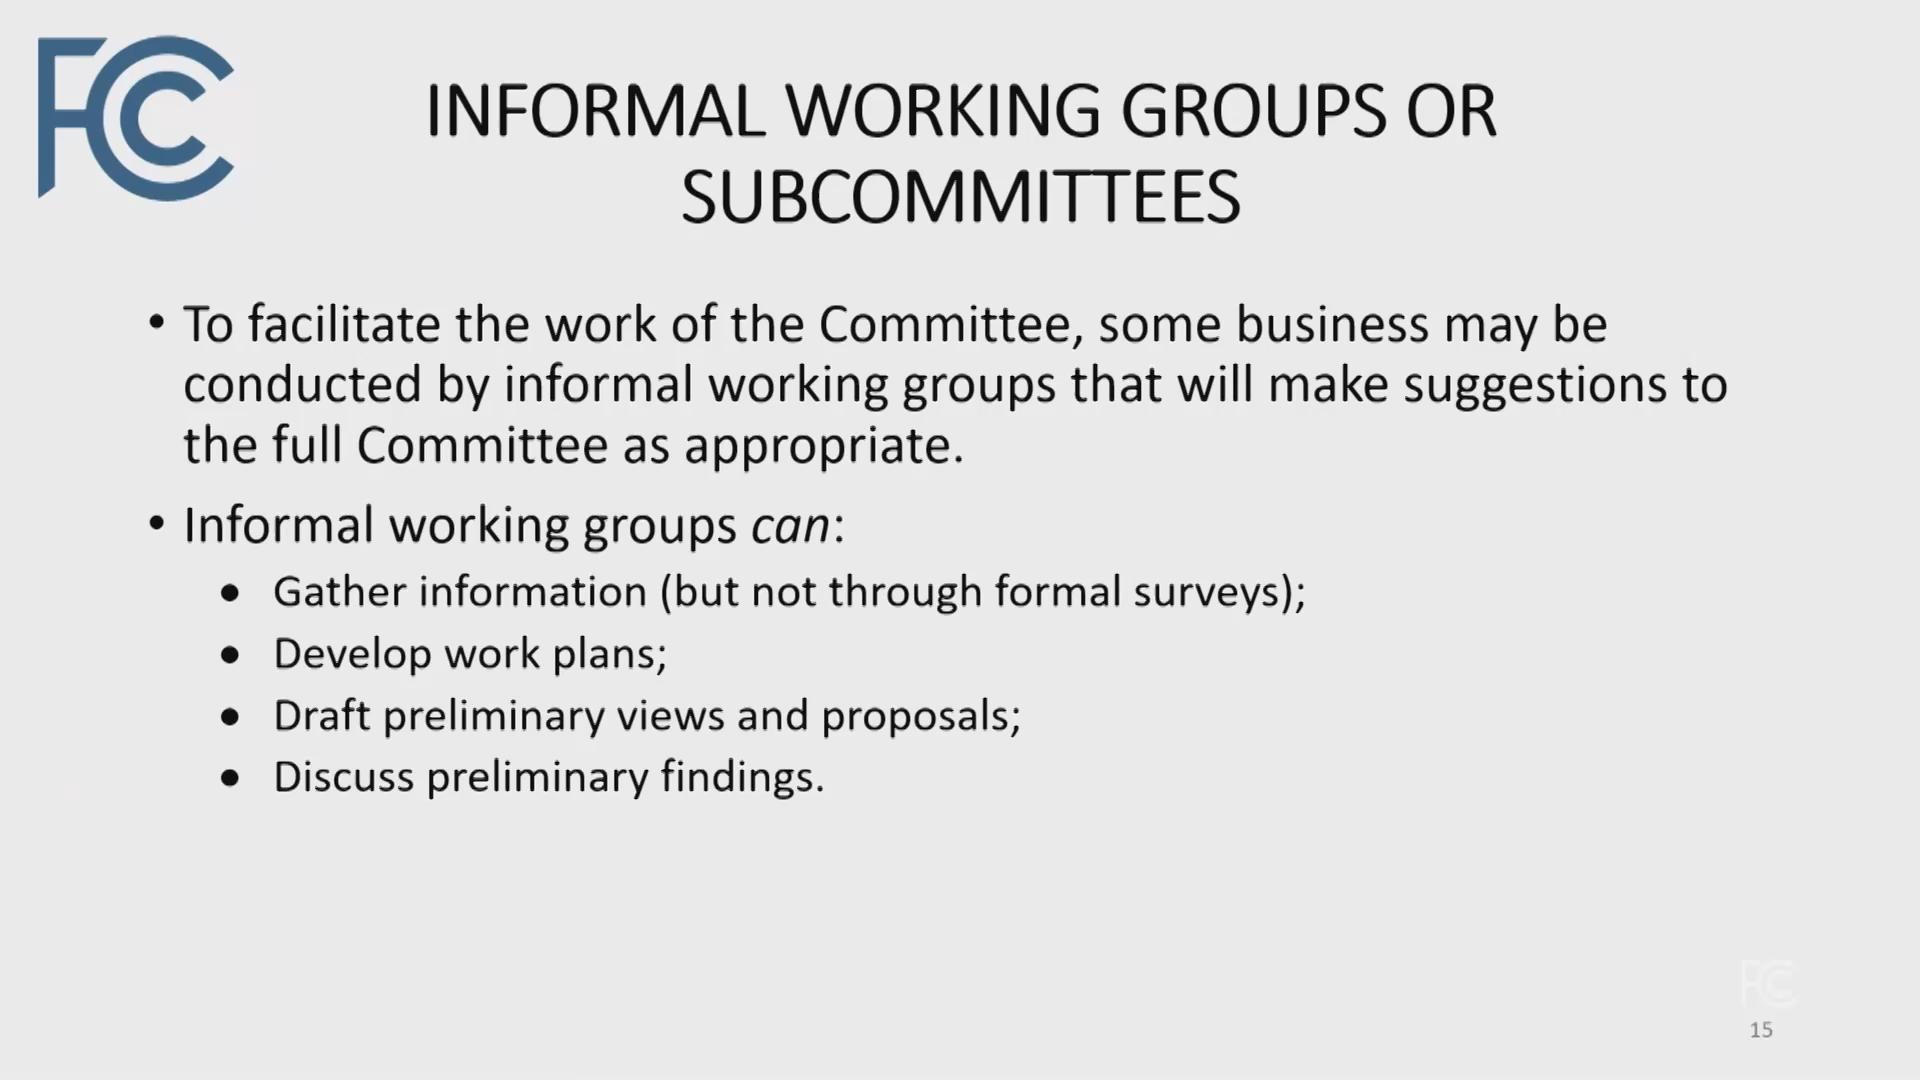 FCC
INFORMAL WORKING GROUPS OR
SUBCOMMITTEES
• To facilitate the work of the Committee, some business may be
conducted by informal working groups that will make suggestions to
the full Committee as appropriate.
• Informal working groups can:
• Gather information (but not through formal surveys);
• Develop work plans;
• Draft preliminary views and proposals;
• Discuss preliminary findings.
FCC
15